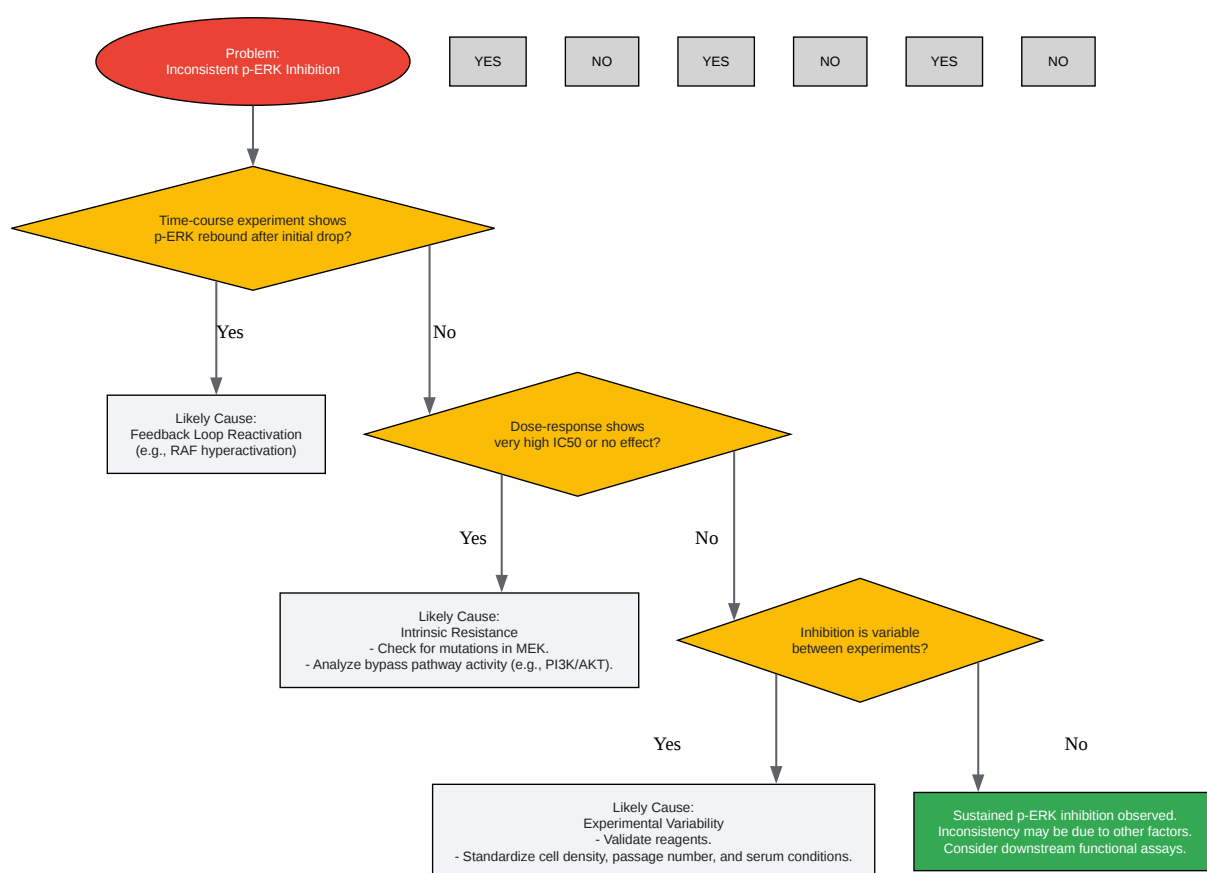 Problem:
Inconsistent p-ERK Inhibition
YES
NO
YES
NO
YES
NO
Time-course experiment shows
p-ERK rebound after initial drop?
Yes
No
Likely Cause:
Feedback Loop Reactivation
(e.g., RAF hyperactivation)
Dose-response shows
very high IC50 or no effect?
Yes
No
Likely Cause:
Intrinsic Resistance
- Check for mutations in MEK.
- Analyze bypass pathway activity (e.g., PI3K/AKT).
Inhibition is variable
between experiments?
Yes
No
Likely Cause:
Experimental Variability
- Validate reagents.
- Standardize cell density, passage number, and serum conditions.
Sustained p-ERK inhibition observed.
Inconsistency may be due to other factors.
Consider downstream functional assays.